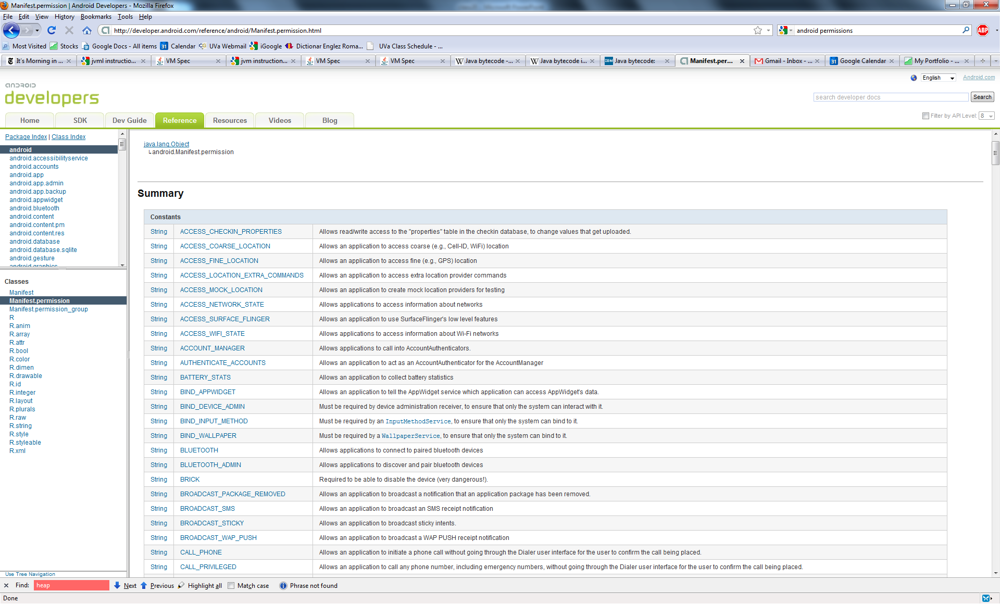 Manifest.permission | Android Developers - Mozilla Firefox
File Edit View History Bookmarks Tools Help
http://developer.android.com/reference/android/Manifest.permission.html
android permissions
ABP
Most Visited Stocks Google Docs - All items 31 Calendar UVa Webmail iGoogle Dictionar Englez Roma... UVa Class Schedule - ...
It's Morning in ... jvml instructio... VM Spec jvm instruction... VM Spec VM Spec Java bytecode -... Java bytecode i... IBM Java bytecode: Manifest.per... Gmail - Inbox - ... 31 Google Calendar My Portfolio - ...
English Android.com
android
developers
search developer docs Search
Home SDK Dev Guide Reference Resources Videos Blog
Filter by API Level: 8
Package Index | Class Index
android
android.accessibilityservice
android.accounts
android.app
android.app.admin
android.app.backup
android.appwidget
android.bluetooth
android.content
android.content.pm
android.content.res
android.database
android.database.sqlite
android.gesture
android.graphics
Classes
Manifest
Manifest.permission
Manifest.permission_group
R
R.anim
R.array
R.attr
R.bool
R.color
R.dimen
R.drawable
R.id
R.integer
R.layout
R.plurals
R.raw
R.string
R.style
R.styleable
R.xml
Use Tree Navigation
java.lang.Object
↳android.Manifest.permission
Summary
Constants
String ACCESS_CHECKIN_PROPERTIES Allows read/write access to the "properties" table in the checkin database, to change values that get uploaded.
String ACCESS_COARSE_LOCATION Allows an application to access coarse (e.g., Cell-ID, WiFi) location
String ACCESS_FINE_LOCATION Allows an application to access fine (e.g., GPS) location
String ACCESS_LOCATION_EXTRA_COMMANDS Allows an application to access extra location provider commands
String ACCESS_MOCK_LOCATION Allows an application to create mock location providers for testing
String ACCESS_NETWORK_STATE Allows applications to access information about networks
String ACCESS_SURFACE_FLINGER Allows an application to use SurfaceFlinger's low level features
String ACCESS_WIFI_STATE Allows applications to access information about Wi-Fi networks
String ACCOUNT_MANAGER Allows applications to call into AccountAuthenticators.
String AUTHENTICATE_ACCOUNTS Allows an application to act as an AccountAuthenticator for the AccountManager
String BATTERY_STATS Allows an application to collect battery statistics
String BIND_APPWIDGET Allows an application to tell the AppWidget service which application can access AppWidget's data.
String BIND_DEVICE_ADMIN Must be required by device administration receiver, to ensure that only the system can interact with it.
String BIND_INPUT_METHOD Must be required by an InputMethodService, to ensure that only the system can bind to it.
String BIND_WALLPAPER Must be required by a WallpaperService, to ensure that only the system can bind to it.
String BLUETOOTH Allows applications to connect to paired bluetooth devices
String BLUETOOTH_ADMIN Allows applications to discover and pair bluetooth devices
String BRICK Required to be able to disable the device (very dangerous!).
String BROADCAST_PACKAGE_REMOVED Allows an application to broadcast a notification that an application package has been removed.
String BROADCAST_SMS Allows an application to broadcast an SMS receipt notification
String BROADCAST_STICKY Allows an application to broadcast sticky intents.
String BROADCAST_WAP_PUSH Allows an application to broadcast a WAP PUSH receipt notification
String CALL_PHONE Allows an application to initiate a phone call without going through the Dialer user interface for the user to confirm the call being placed.
String CALL_PRIVILEGED Allows an application to call any phone number, including emergency numbers, without going through the Dialer user interface for the user to confirm the call being placed.
Find: heap Next Previous Highlight all Match case Phrase not found
Done